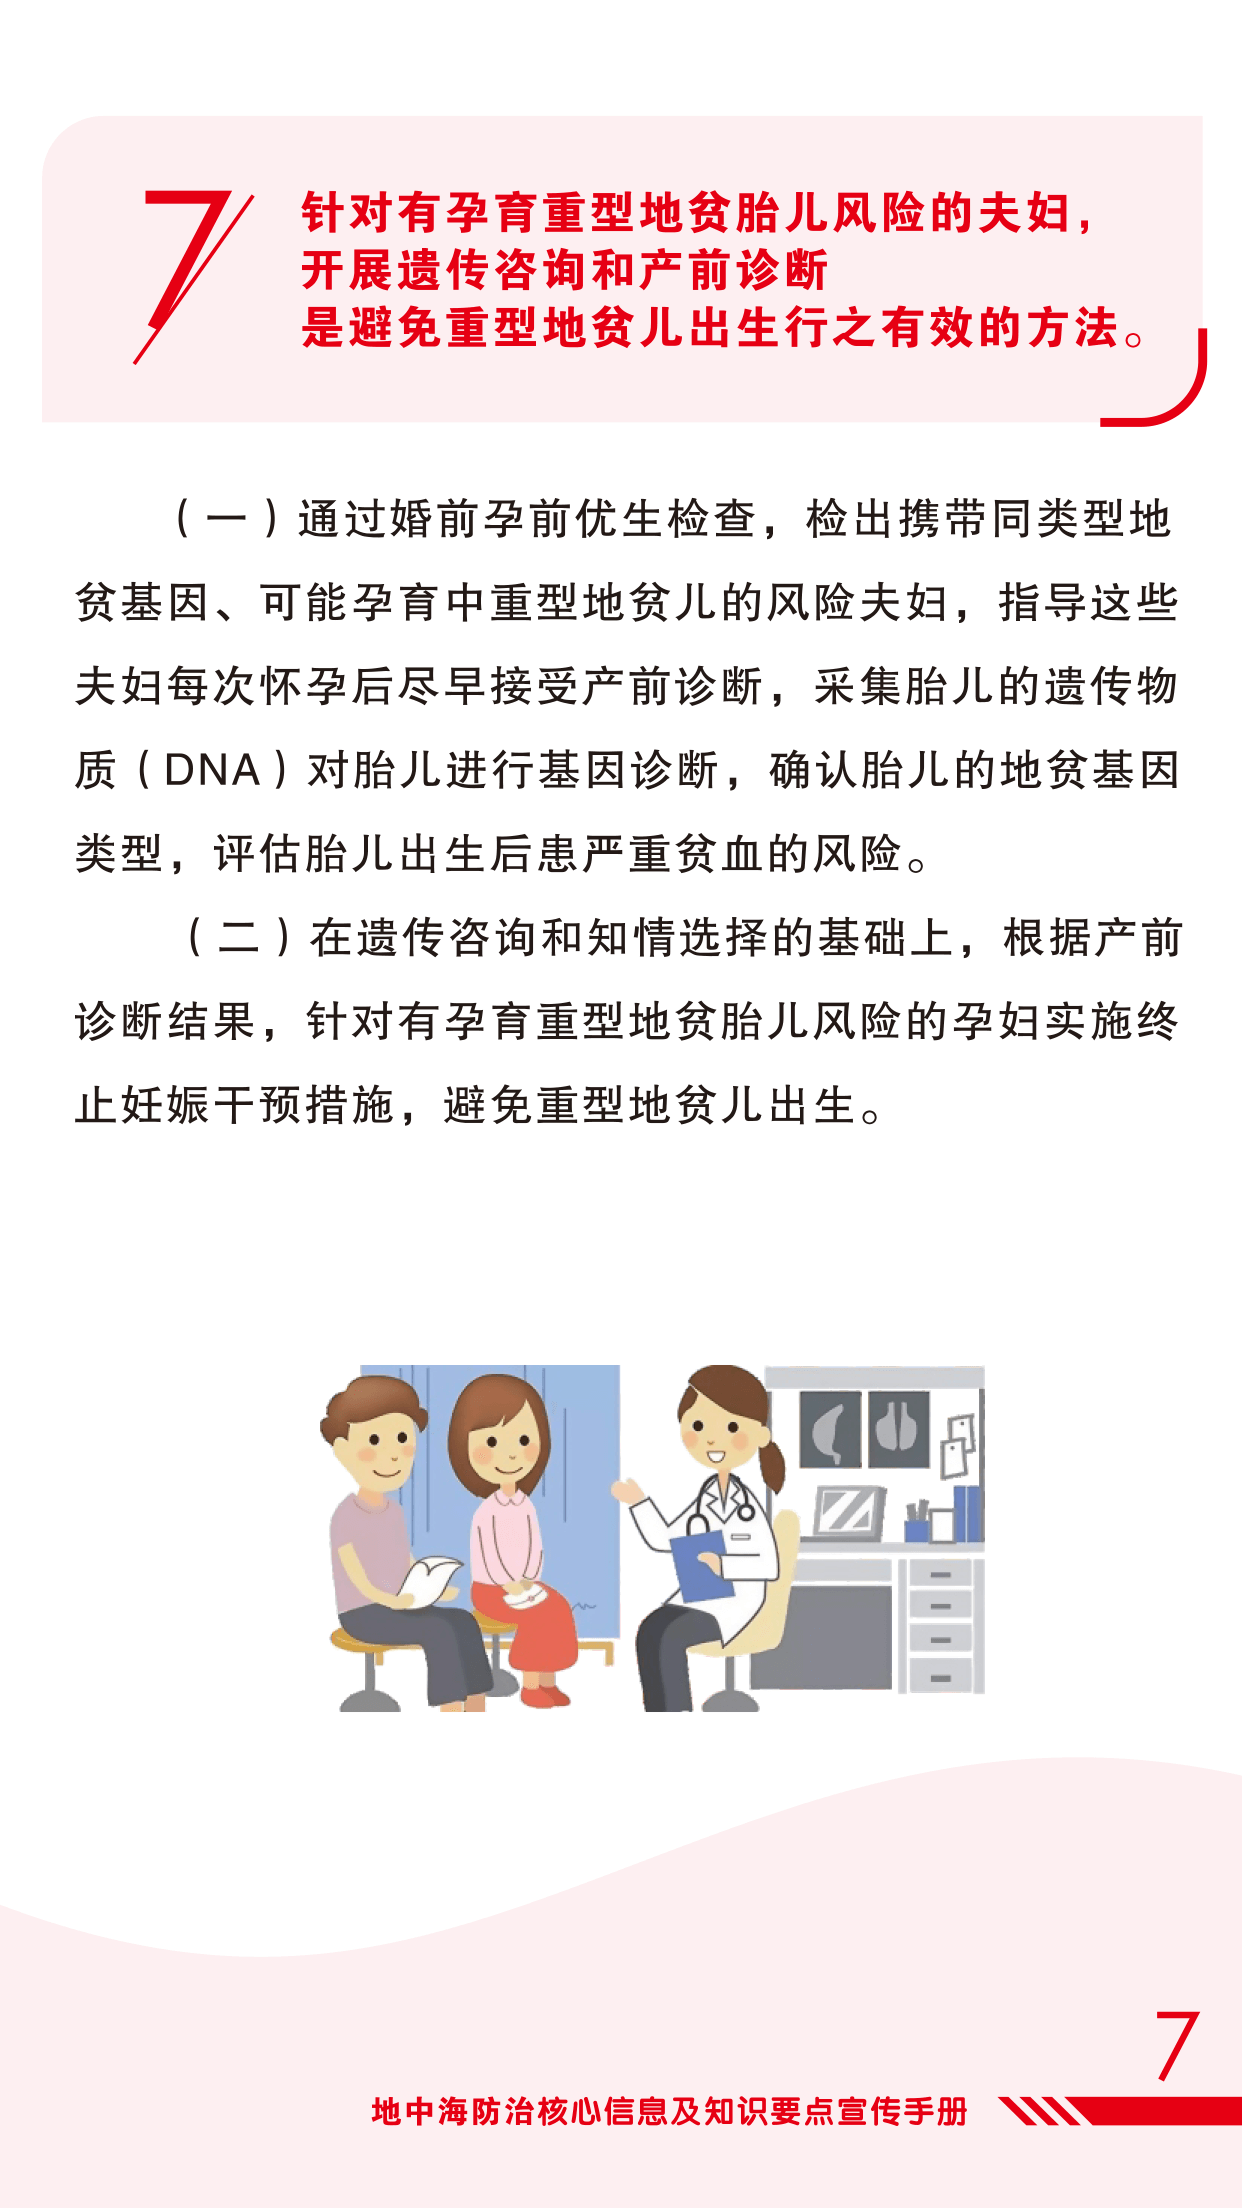 7
针对有孕育重型地贫胎儿风险的夫妇，
开展遗传咨询和产前诊断
是避免重型地贫儿出生行之有效的方法。
（一）通过婚前孕前优生检查，检出携带同类型地
贫基因、可能孕育中重型地贫儿的风险夫妇，指导这些
夫妇每次怀孕后尽早接受产前诊断，采集胎儿的遗传物
质（DNA）对胎儿进行基因诊断，确认胎儿的地贫基因
类型，评估胎儿出生后患严重贫血的风险。
（二）在遗传咨询和知情选择的基础上，根据产前
诊断结果，针对有孕育重型地贫胎儿风险的孕妇实施终
止妊娠干预措施，避免重型地贫儿出生。
7
地中海防治核心信息及知识要点宣传手册